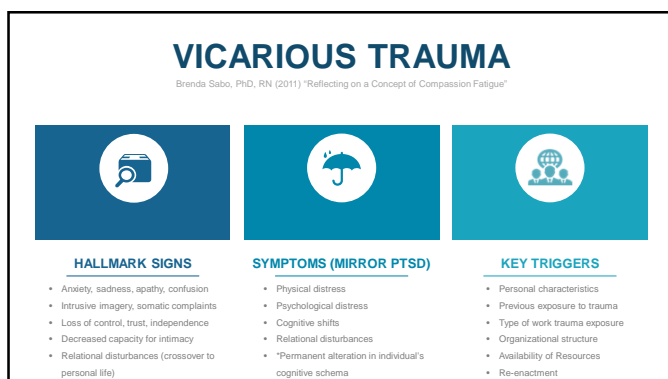 VICARIOUS TRAUMA
Brenda Sabo, PhD, RN (2011) “Reflecting on a Concept of Compassion Fatigue”
HALLMARK SIGNS
• Anxiety, sadness, apathy, confusion
• Intrusive imagery, somatic complaints
• Loss of control, trust, independence
• Decreased capacity for intimacy
• Relational disturbances (crossover to
personal life)
SYMPTOMS (MIRROR PTSD)
• Physical distress
• Psychological distress
• Cognitive shifts
• Relational disturbances
• *Permanent alteration in individual’s
cognitive schema
KEY TRIGGERS
• Personal characteristics
• Previous exposure to trauma
• Type of work trauma exposure
• Organizational structure
• Availability of Resources
• Re-enactment